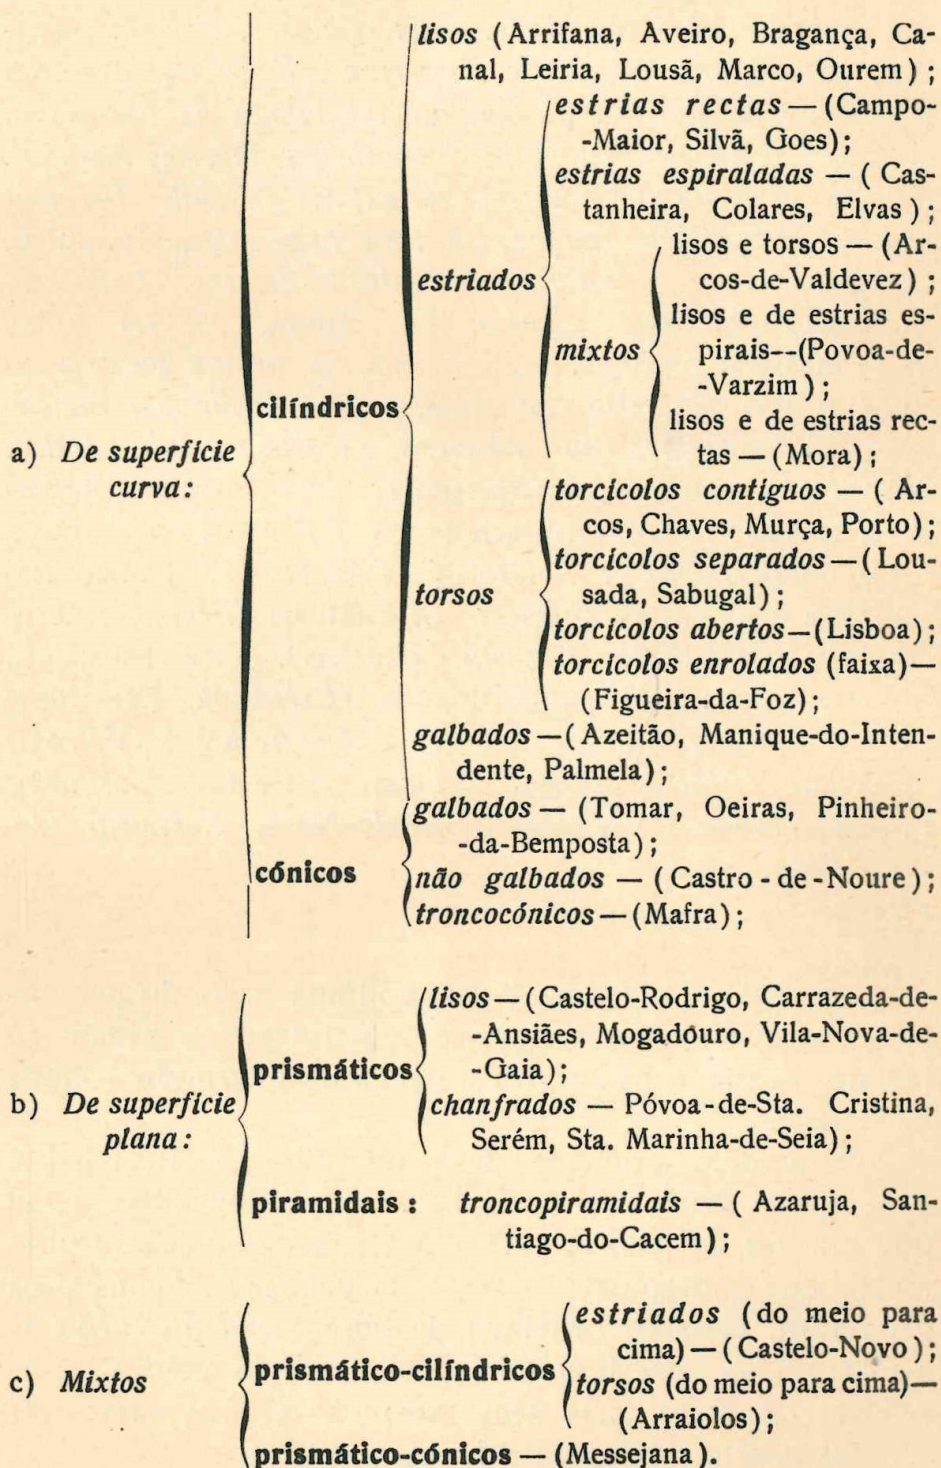 lisos (Arrifana, Aveiro, Bragança, Ca-
nal, Leiria, Lousã, Marco, Ourem) ;
estrias rectas — (Campo-
-Maior, Silvã, Goes);
estrias espiraladas — ( Cas-
tanheira, Colares, Elvas ) ;
lisos e torsos — (Ar-
estriados
cos-de-Valdevez) ;
lisos e de estrias es-
mixtos
pirais--(Povoa-de-
-Varzim ) ;
cilíndricos
lisos e de estrias rec-
a) De superfície
tas — (Mora) ;
curva:
torcicolos contiguos — ( Ar-
cos, Chaves, Murça, Porto) ;
torcicolos separados — ( Lou-
torsos
sada, Sabugal) ;
torcicolos abertos — (Lisboa) ;
torcicolos enrolados (faixa) —
(Figueira-da-Foz) ;
galbados — ( Azeitão, Manique-do-Inten-
dente, Palmela) ;
galbados — (Tomar, Oeiras, Pinheiro-
-da-Bemposta) ;
cónicos
não galbados — ( Castro - de - Noure ) ;
troncocónicos — (Mafra) ;
lisos — (Castelo-Rodrigo, Carrazeda-de-
-Ansiães, Mogadouro, Vila-Nova-de-
prismáticos
-Gaia) ;
b) De superfície
chanfrados — Póvoa-de-Sta. Cristina,
plana:
Serém, Sta. Marinha-de-Seia) ;
piramidais : troncopiramidais — ( Azaruja, San-
tiago-do-Cacem) ;
estriados (do meio para
cima) — ( Castelo-Novo ) ;
c) Mixtos
prismático-cilíndricos
torsos (do meio para cima) —
(Arraiolos) ;
prismático-cónicos — (Messejana).